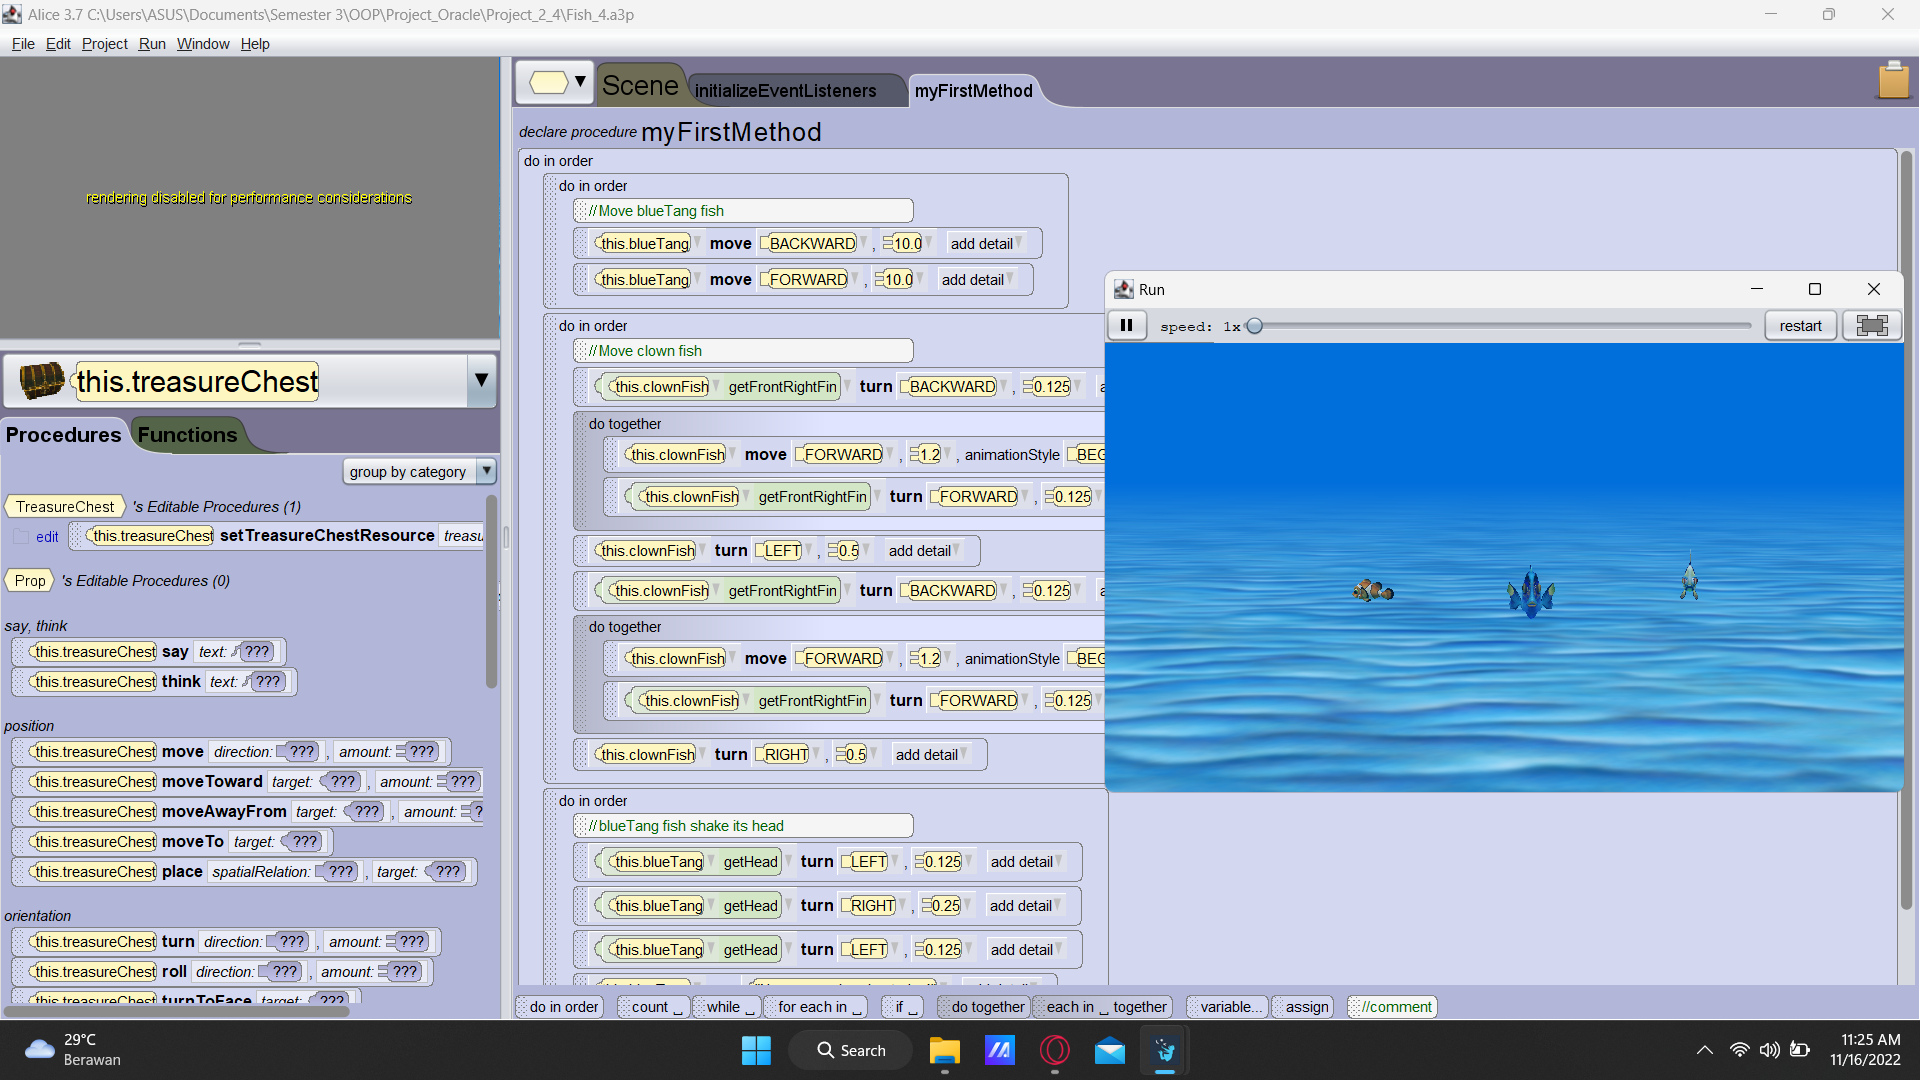 Alice 3.7 C:\Users\ASUS\Documents\Semester 3\OOP\Project_Oracle\Project_2_4\Fish_4.a3p
File Edit Project Run Window Help
rendering disabled for performance considerations
this.treasureChest
Procedures Functions
group by category
TreasureChest 's Editable Procedures (1)
edit this.treasureChest setTreasureChestResource treasu
Prop 's Editable Procedures (0)
say, think
this.treasureChest say text: ???
this.treasureChest think text: ???
position
this.treasureChest move direction: ??? , amount: ???
this.treasureChest moveToward target: ??? , amount: ???
this.treasureChest moveAwayFrom target: ??? , amount: ?
this.treasureChest moveTo target: ???
this.treasureChest place spatialRelation: ??? , target: ???
orientation
this.treasureChest turn direction: ??? , amount: ???
this.treasureChest roll direction: ??? , amount: ???
this.treasureChest turnToFace target: ???
Scene initializeEventListeners myFirstMethod
declare procedure myFirstMethod
do in order
do in order
//Move blueTang fish
this.blueTang move BACKWARD , 10.0 add detail
this.blueTang move FORWARD , 10.0 add detail
do in order
//Move clown fish
this.clownFish getFrontRightFin turn BACKWARD , 0.125 a
do together
this.clownFish move FORWARD , 1.2 , animationStyle BEG
this.clownFish getFrontRightFin turn FORWARD , 0.125
this.clownFish turn LEFT , 0.5 add detail
this.clownFish getFrontRightFin turn BACKWARD , 0.125 a
do together
this.clownFish move FORWARD , 1.2 , animationStyle BEG
this.clownFish getFrontRightFin turn FORWARD , 0.125
this.clownFish turn RIGHT , 0.5 add detail
do in order
//blueTang fish shake its head
this.blueTang getHead turn LEFT , 0.125 add detail
this.blueTang getHead turn RIGHT , 0.25 add detail
this.blueTang getHead turn LEFT , 0.125 add detail
do in order count _ while _ for each in _ if _ do together each in _ together variable... assign //comment
Run
speed: 1x restart
29°C
Berawan
Search
11:25 AM
11/16/2022